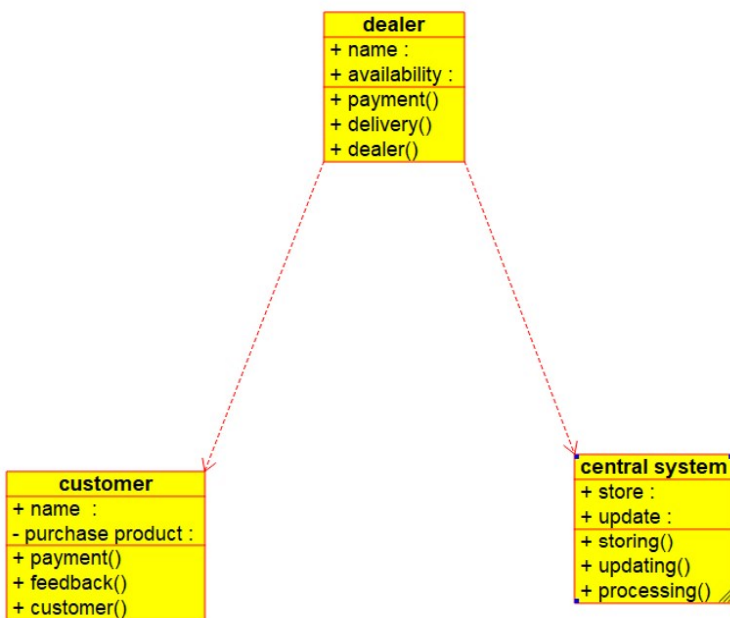 dealer
+ name :
+ availability :
+ payment()
+ delivery()
+ dealer()
customer
+ name :
- purchase product :
+ payment()
+ feedback()
+ customer()
central system
+ store :
+ update :
+ storing()
+ updating()
+ processing()